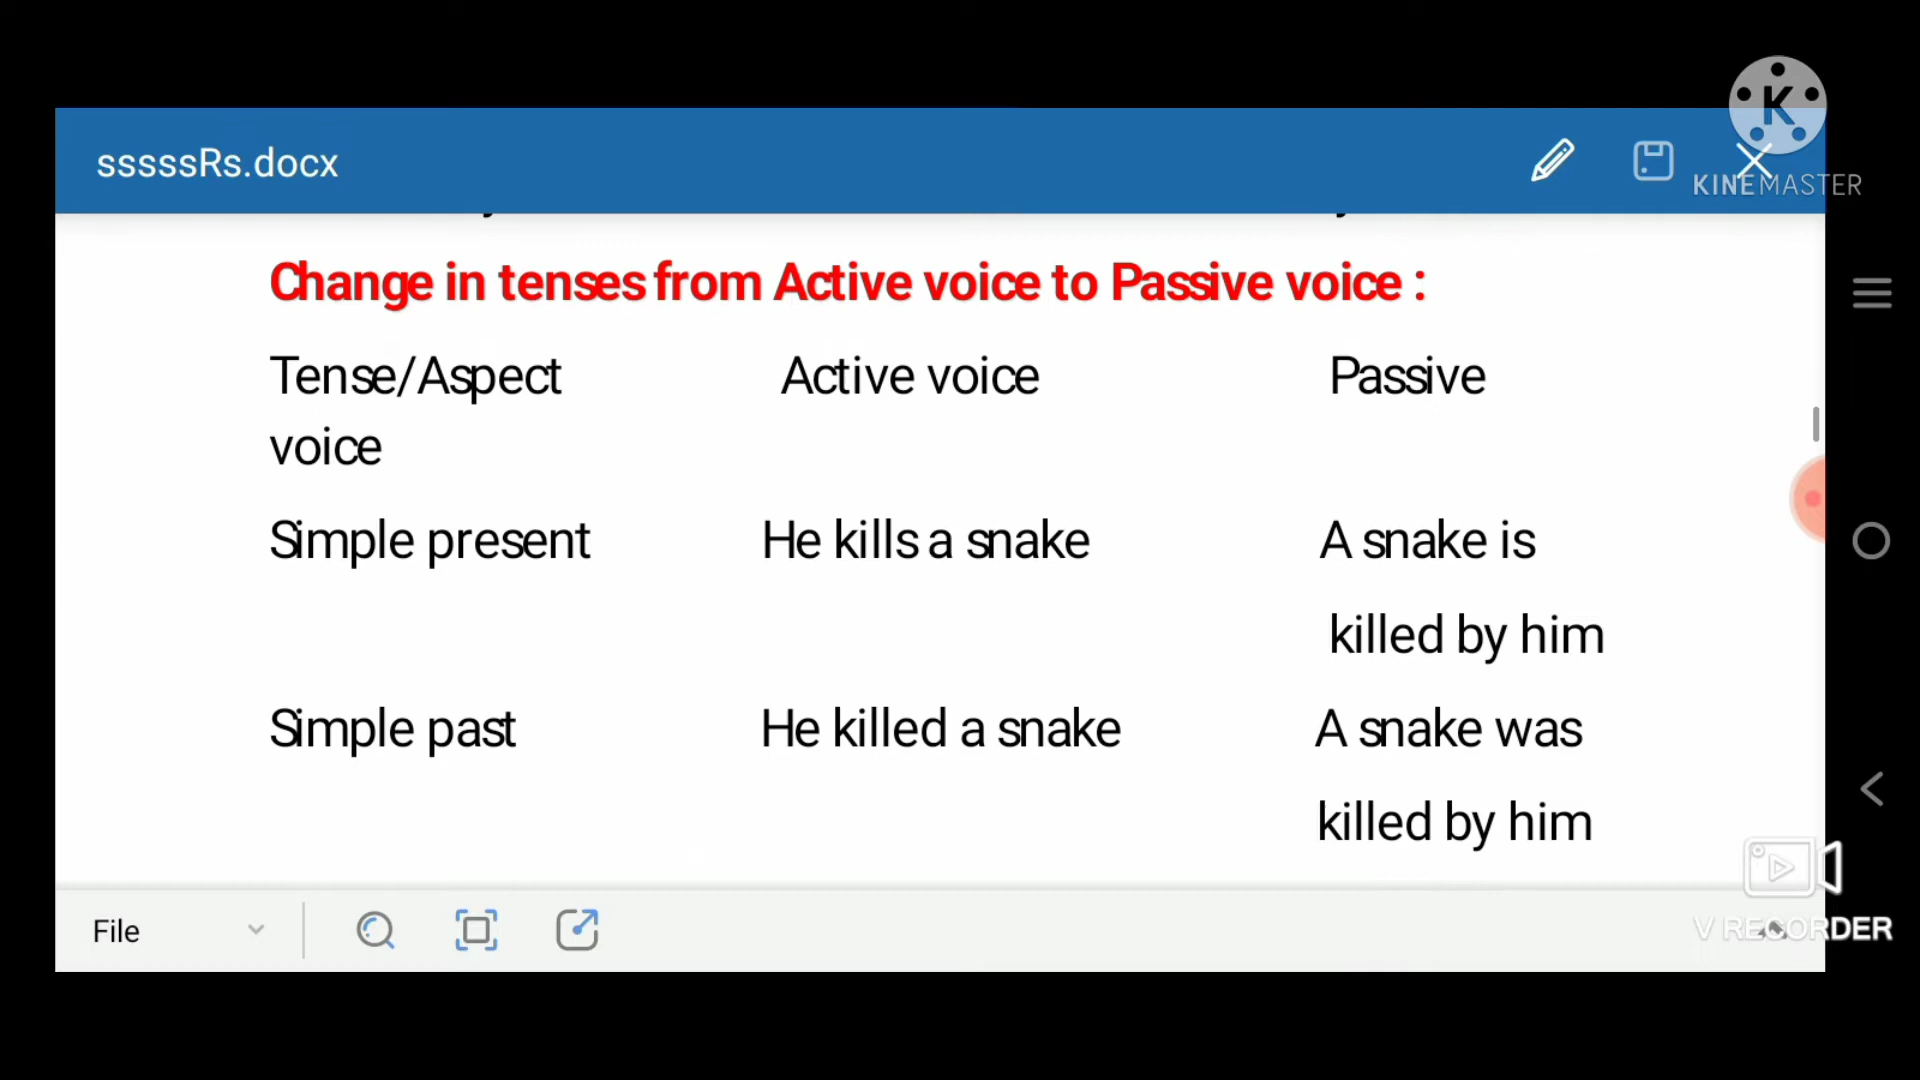 KINEMASTER
sssssRs.docx
Change in tenses from Active voice to Passive voice :
Tense/Aspect Active voice Passive
voice
Simple present He kills a snake A snake is
killed by him
Simple past He killed a snake A snake was
killed by him
File
V RECORDER